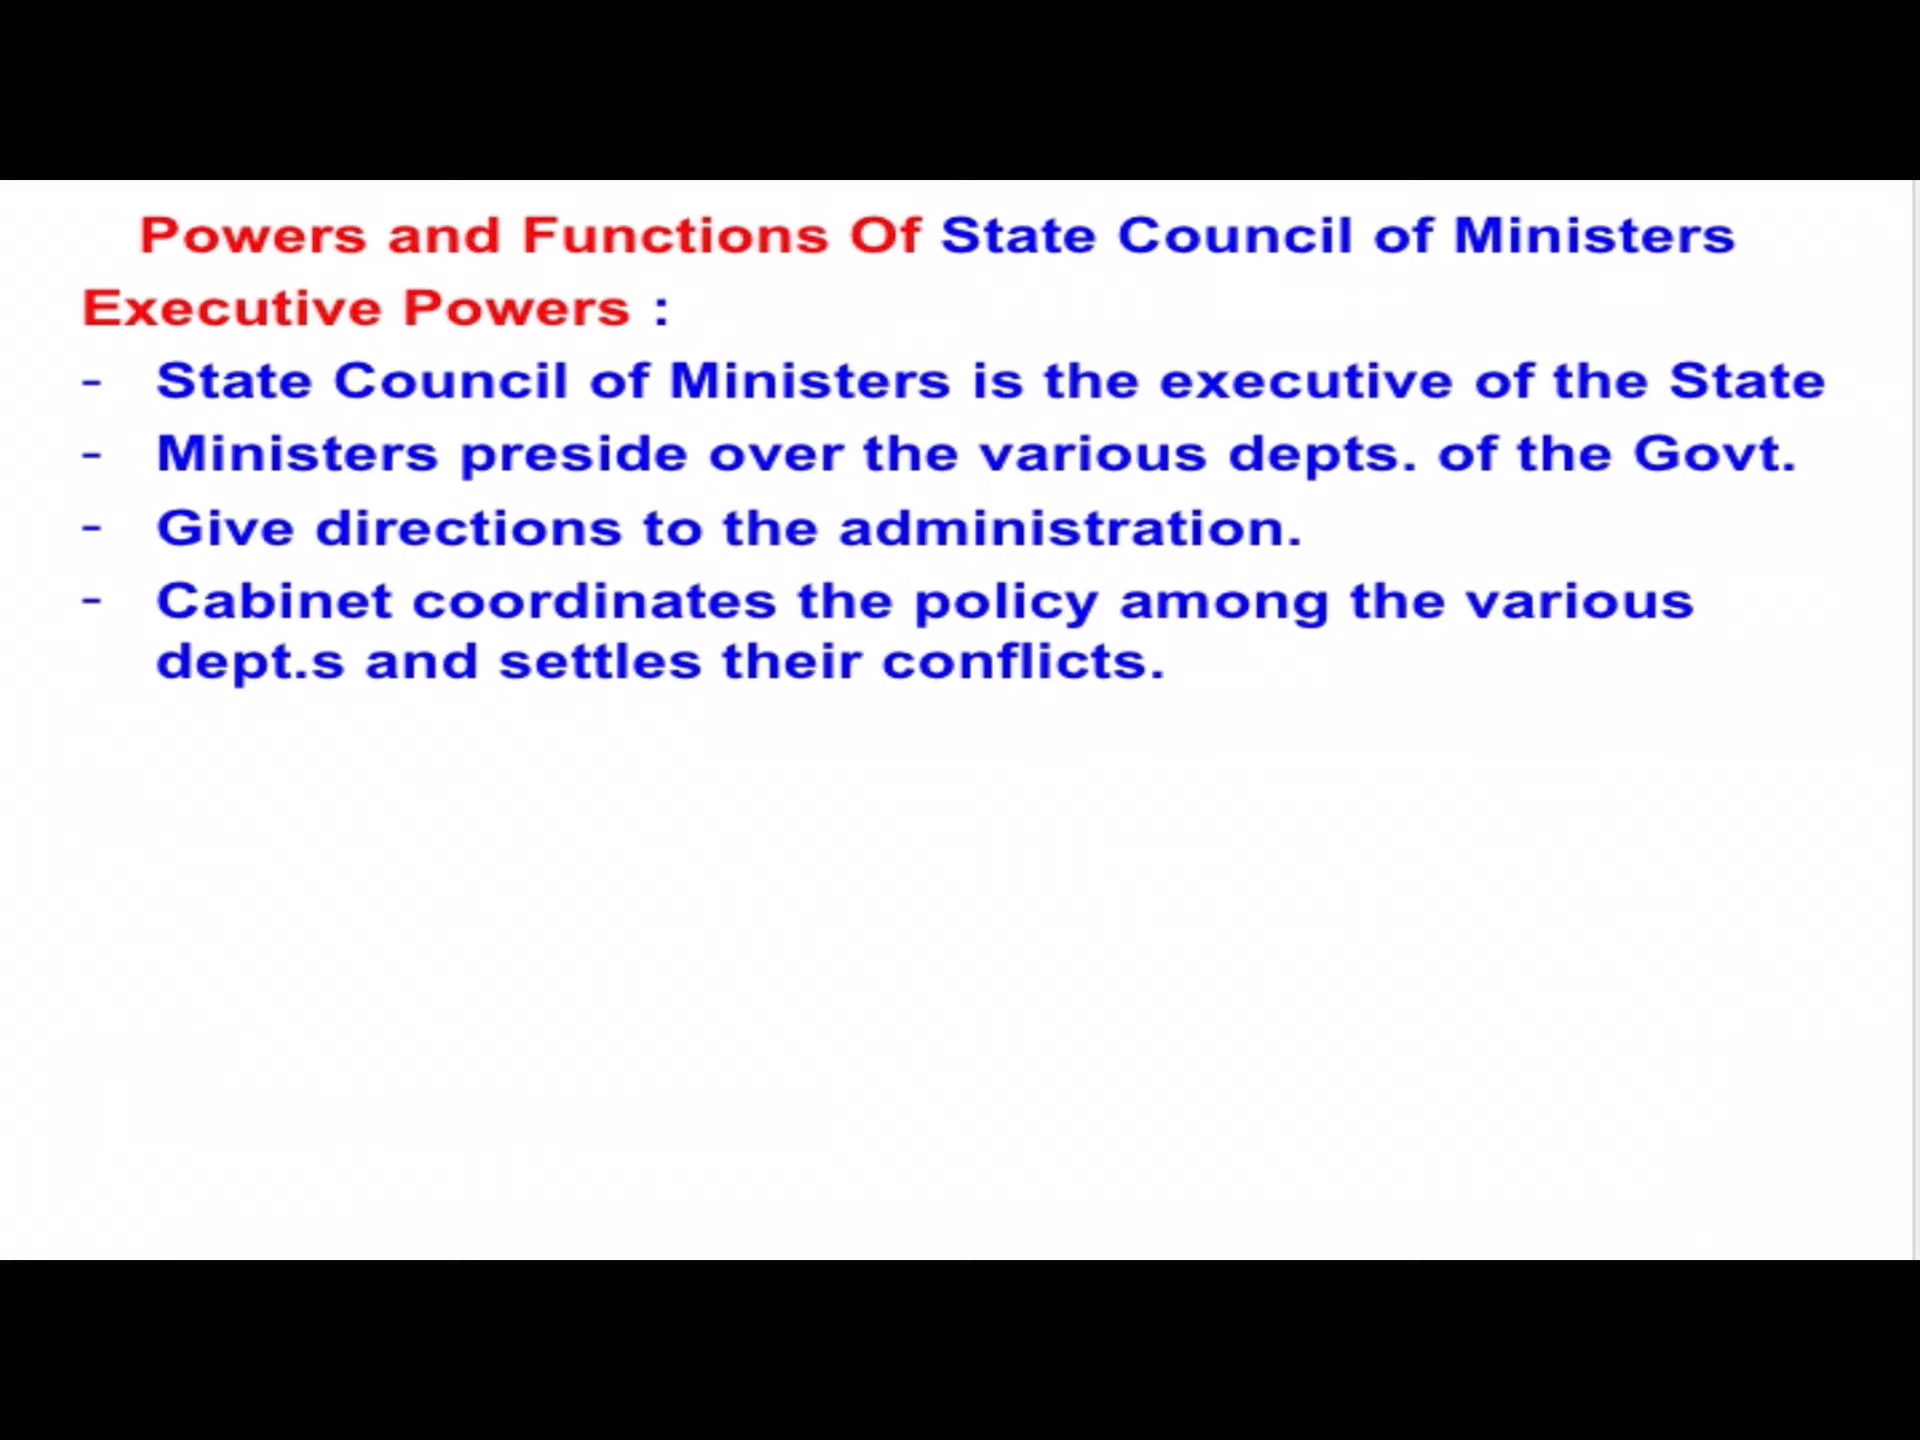 Powers and Functions Of State Council of Ministers
Executive Powers :
- State Council of Ministers is the executive of the State
- Ministers preside over the various depts. of the Govt.
- Give directions to the administration.
- Cabinet coordinates the policy among the various
dept.s and settles their conflicts.